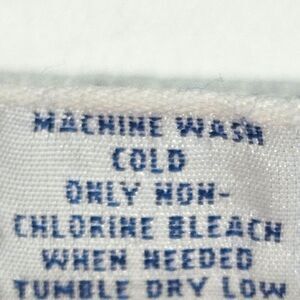 MACHINE WASH
COLD
ONLY NON-
CHLORINE BLEACH
WHEN NEEDED
TUMBLE DRY LOW